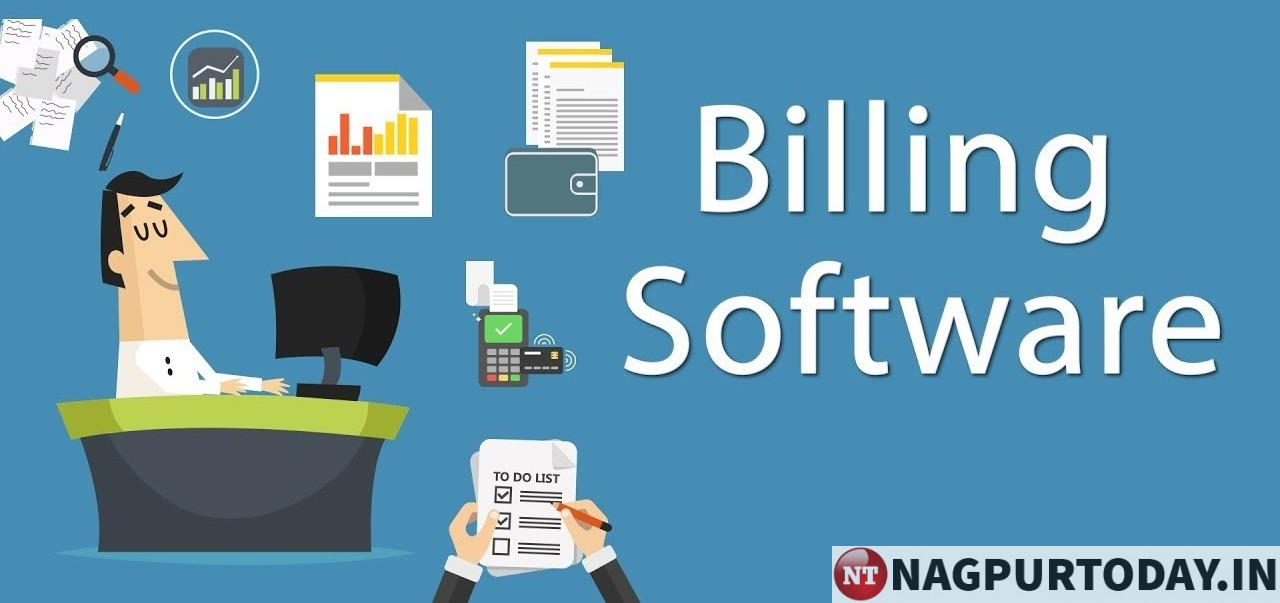 Billing
Software
TO DO LIST
NT NAGPURTODAY.IN